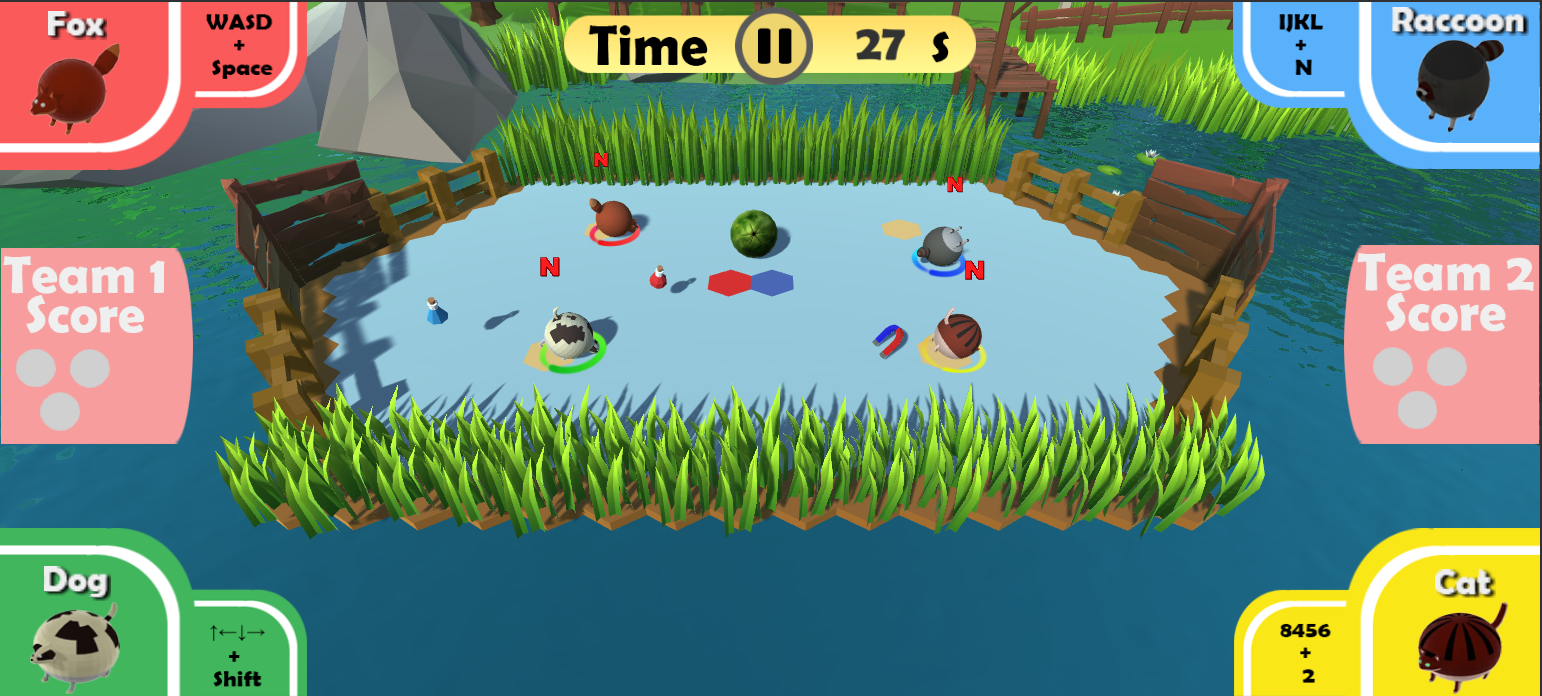 Fox
WASD
+
Space
Time
27 s
IJKL
+
N
Raccoon
N
N
N
N
Team 1
Score
Team 2
Score
Dog
↑←↓→
+
Shift
8456
+
2
Cat